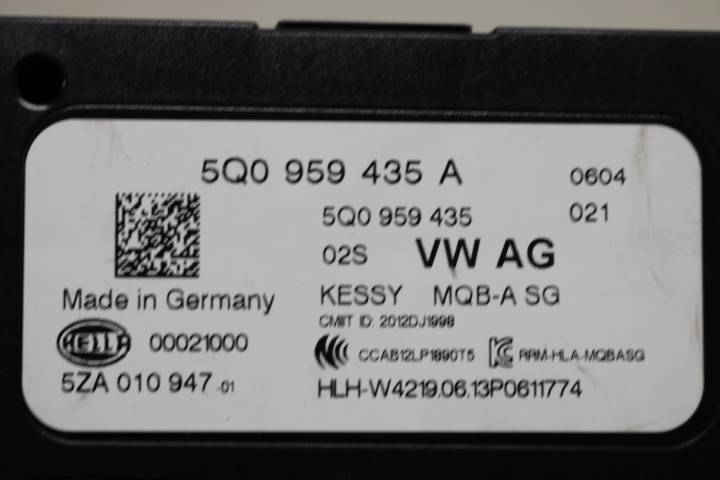 5Q0 959 435 A 0604
5Q0 959 435 021
02S VW AG
Made in Germany KESSY MQB-A SG
CMIIT ID: 2012DJ1998
HELLA 00021000 CCAB12LP1890T5 RRM-HLA-MQBASG
5ZA 010 947-01 HLH-W4219.06.13P0611774